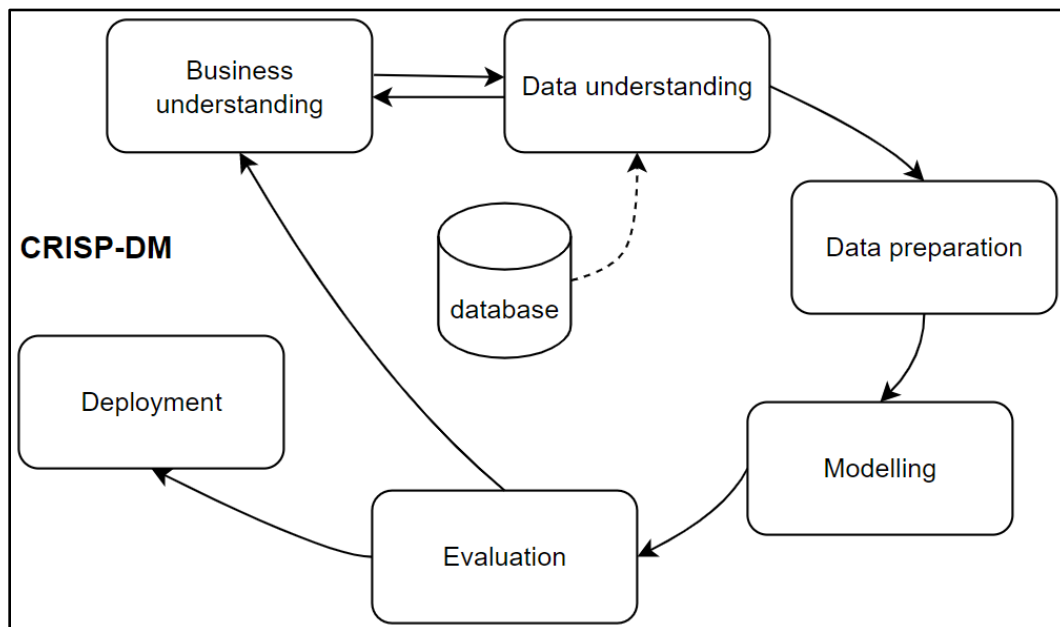 Business
understanding
Data understanding
Data preparation
CRISP-DM
database
Deployment
Modelling
Evaluation